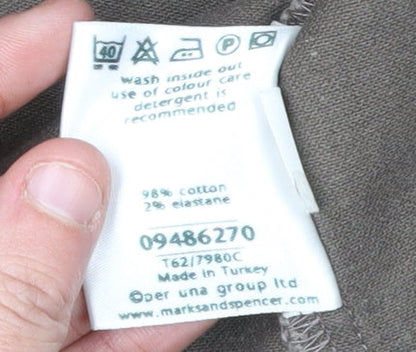 40 P
wash inside out
use of colour care
detergent is
recommended
98% cotton
2% elastane
09486270
T62/7980C
Made in Turkey
©per una group ltd
www.marksandspencer.com